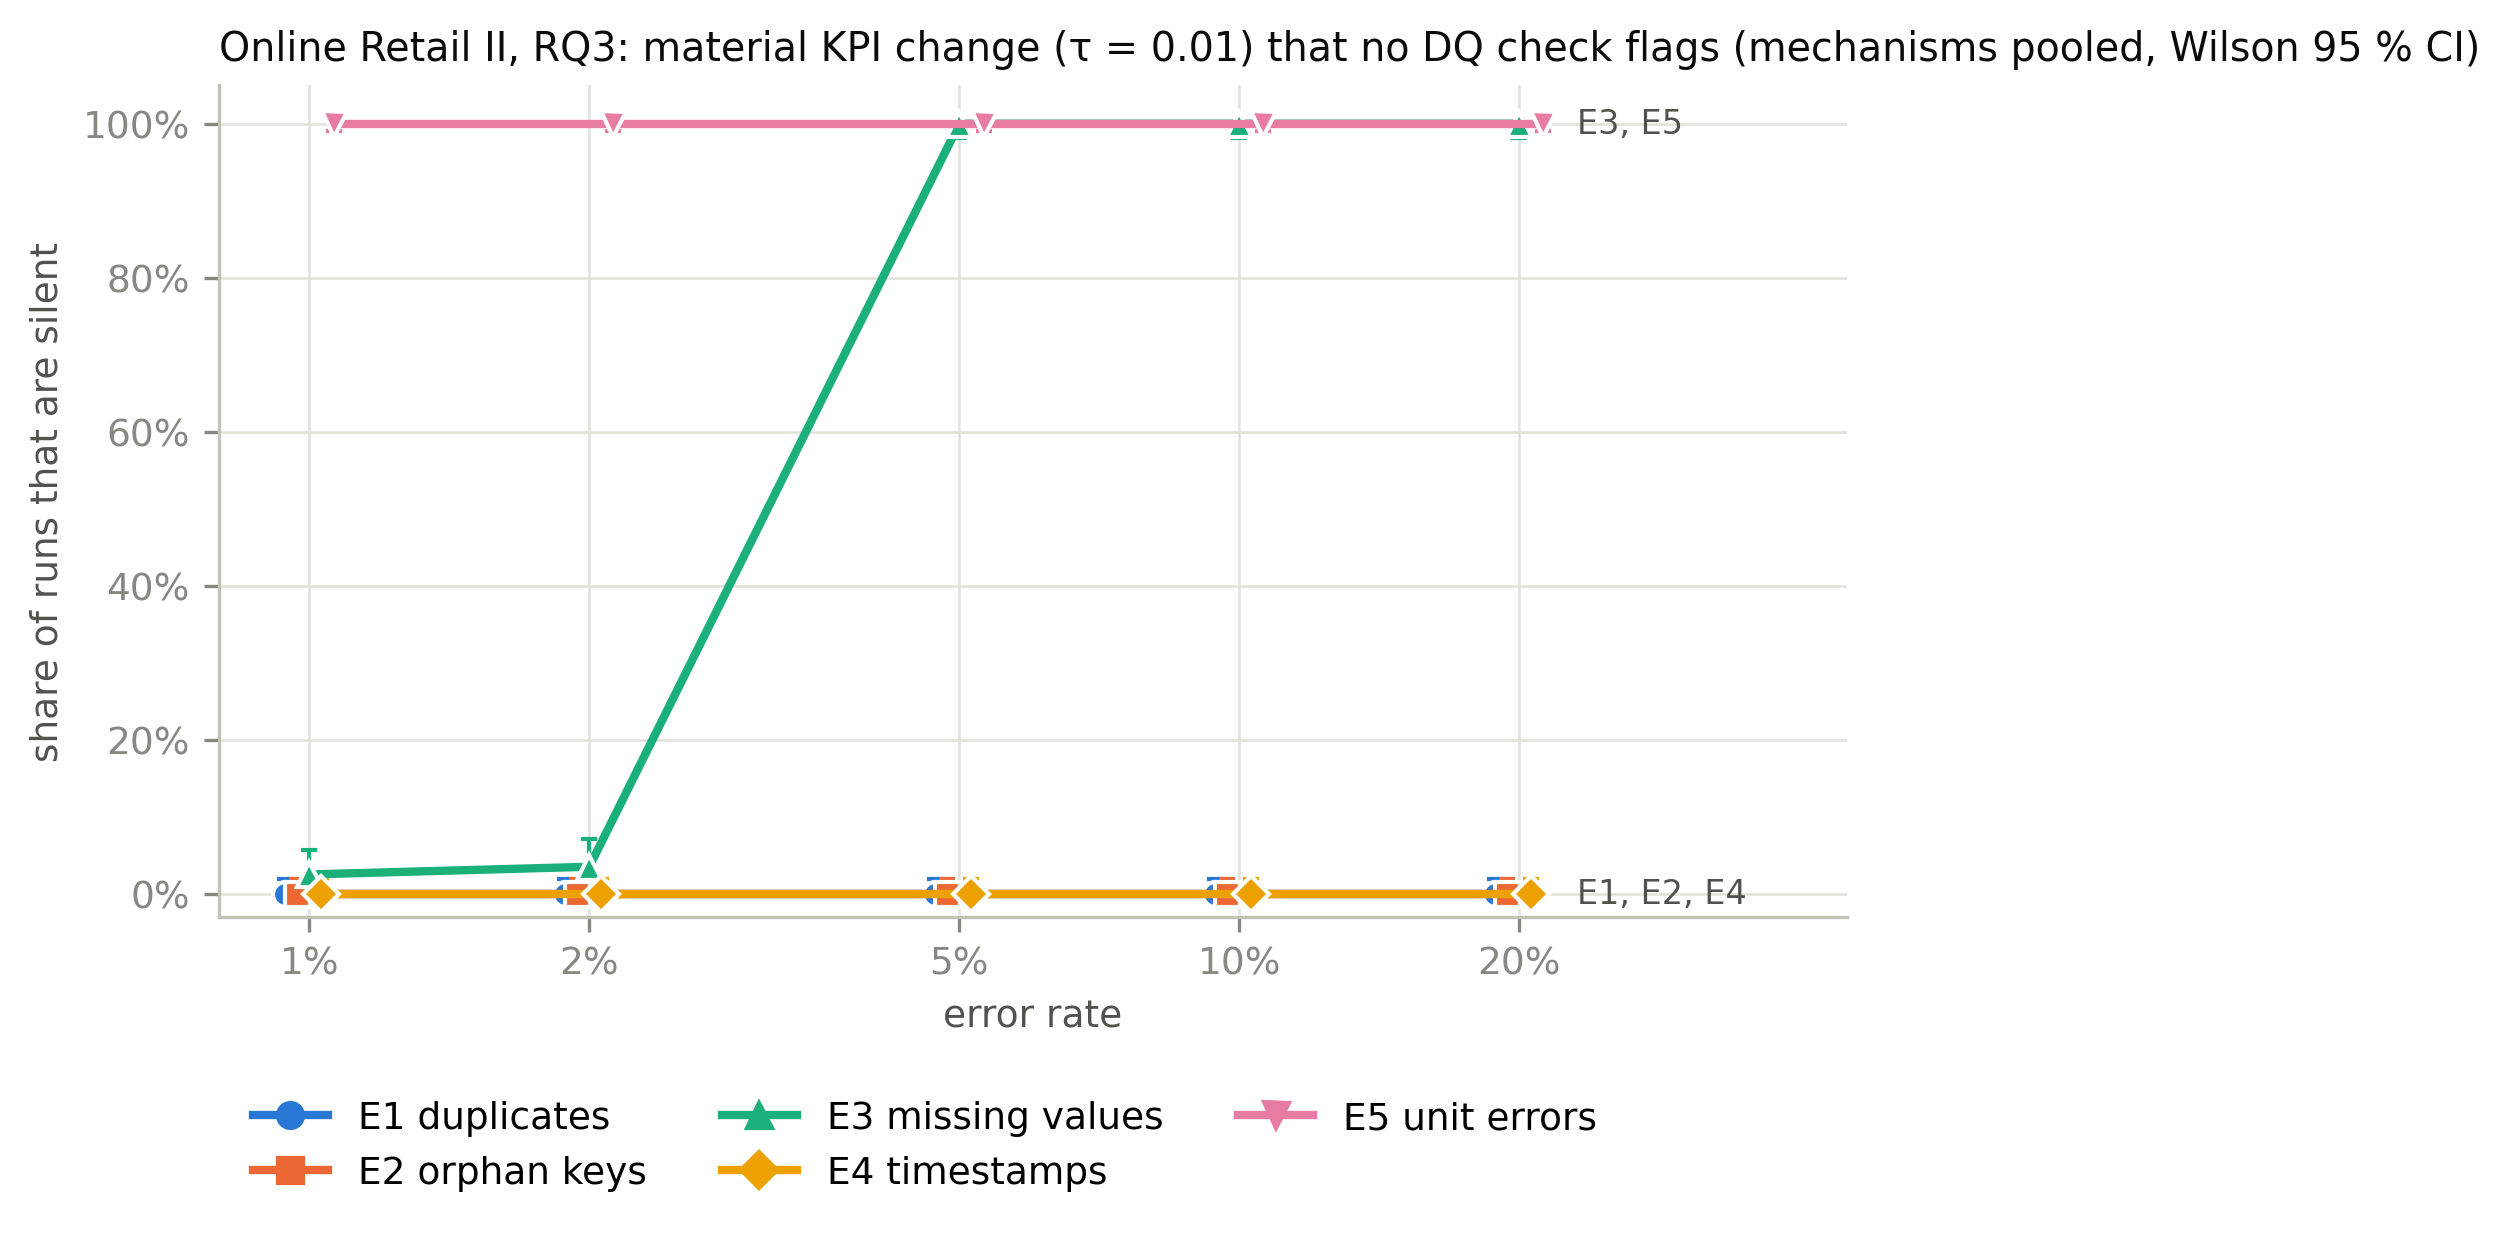 Online Retail II, RQ3: material KPI change (τ = 0.01) that no DQ check flags (mechanisms pooled, Wilson 95 % CI)
share of runs that are silent
100%
80%
60%
40%
20%
0%
E3, E5
E1, E2, E4
1% 2% 5% 10% 20%
error rate
E1 duplicates E3 missing values E5 unit errors
E2 orphan keys E4 timestamps